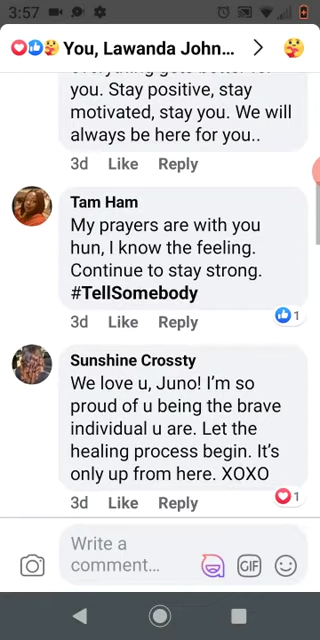 3:57
You, Lawanda John...
you. Stay positive, stay
motivated, stay you. We will
always be here for you..
3d Like Reply
Tam Ham
My prayers are with you
hun, I know the feeling.
Continue to stay strong.
#TellSomebody
3d Like Reply
1
Sunshine Crossty
We love u, Juno! I'm so
proud of u being the brave
individual u are. Let the
healing process begin. It's
only up from here. XOXO
3d Like Reply
1
Write a
comment...
GIF